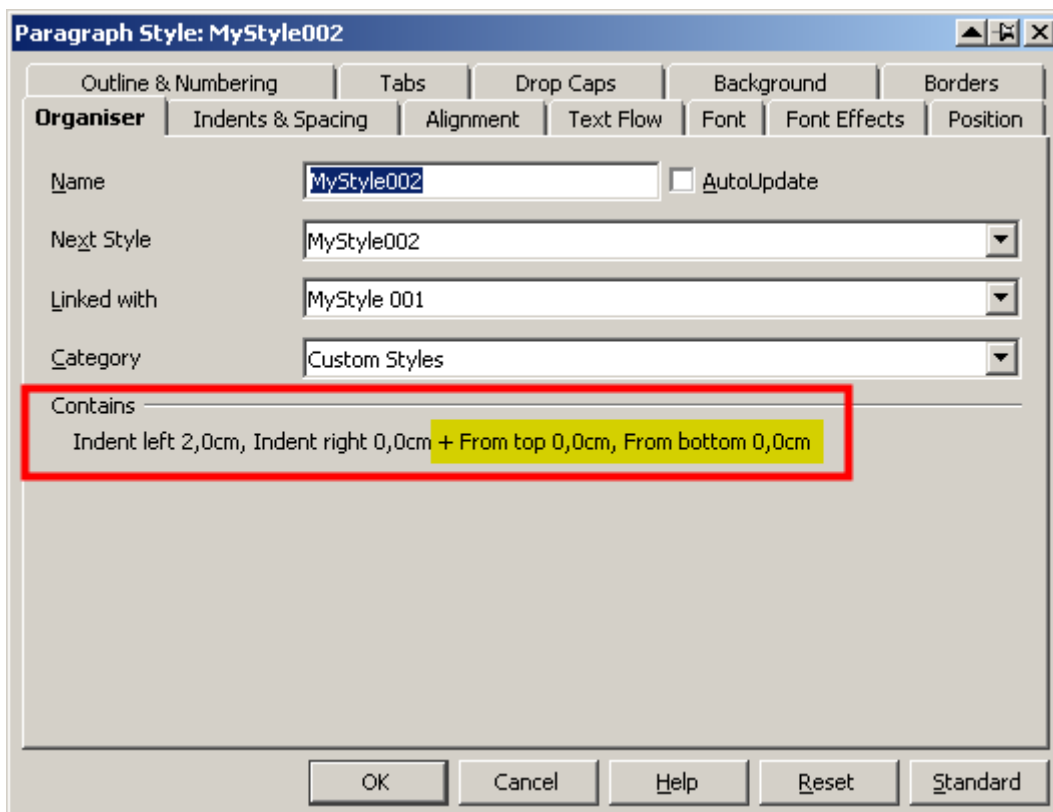 Paragraph Style: MyStyle002
Outline & Numbering Tabs Drop Caps Background Borders
Organiser Indents & Spacing Alignment Text Flow Font Font Effects Position
Name MyStyle002 AutoUpdate
Next Style MyStyle002
Linked with MyStyle 001
Category Custom Styles
Contains
Indent left 2,0cm, Indent right 0,0cm + From top 0,0cm, From bottom 0,0cm
OK Cancel Help Reset Standard